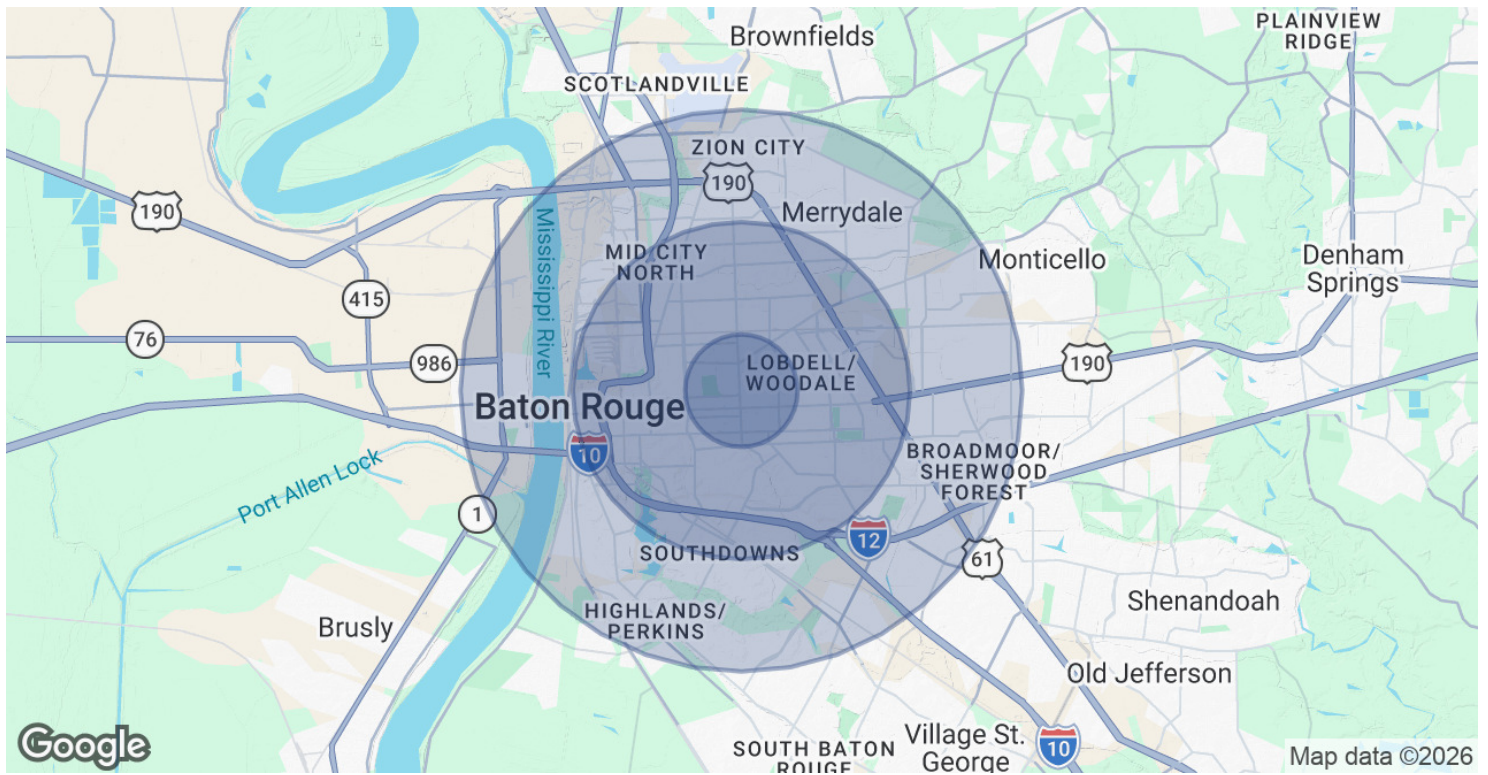 PLAINVIEW
RIDGE
Brownfields
SCOTLANDVILLE
ZION CITY
190
190
Merrydale
MID CITY
NORTH
Mississippi River
Monticello
Denham
Springs
415
76
986
LOBDELL/
WOODALE
190
Baton Rouge
10
BROADMOOR/
SHERWOOD
FOREST
Port Allen Lock
1
12
SOUTHDOWNS
61
HIGHLANDS/
PERKINS
Shenandoah
Brusly
Old Jefferson
Google
SOUTH BATON
ROUGE
Village St.
George
10
Map data ©2026